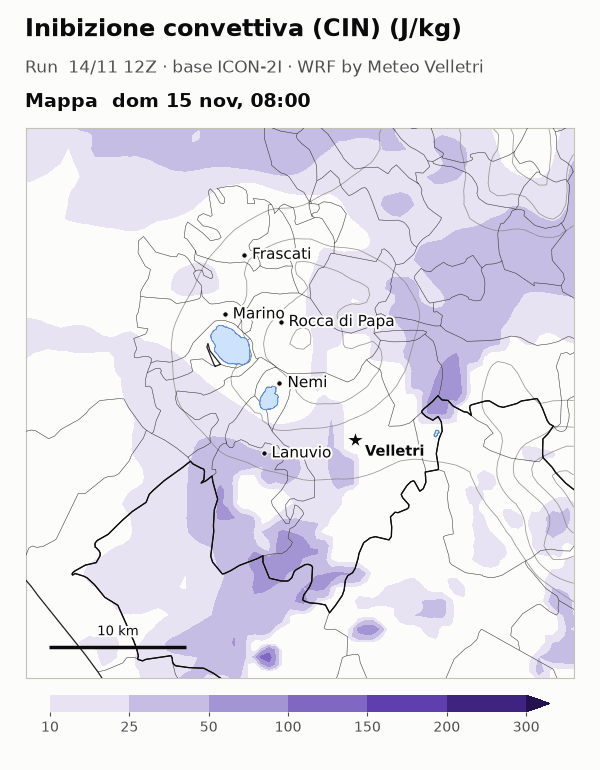 Inibizione convettiva (CIN) (J/kg)
Run  14/11 12Z · base ICON-2I · WRF by Meteo Velletri
Mappa  dom 15 nov, 08:00
Frascati
Marino
Rocca di Papa
Nemi
Velletri
Lanuvio
10 km
10 25 50 100 150 200 300